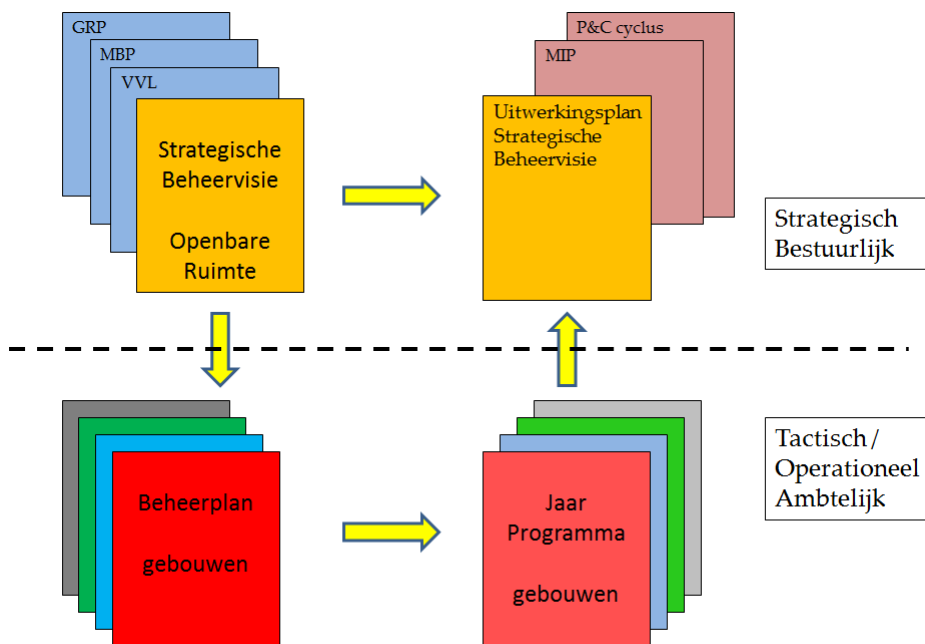 GRP
MBP
VVL
Strategische
Beheervisie
Openbare
Ruimte
P&C cyclus
MIP
Uitwerkingsplan
Strategische
Beheervisie
Strategisch
Bestuurlijk
Beheerplan
gebouwen
Jaar
Programma
gebouwen
Tactisch/
Operationeel
Ambtelijk